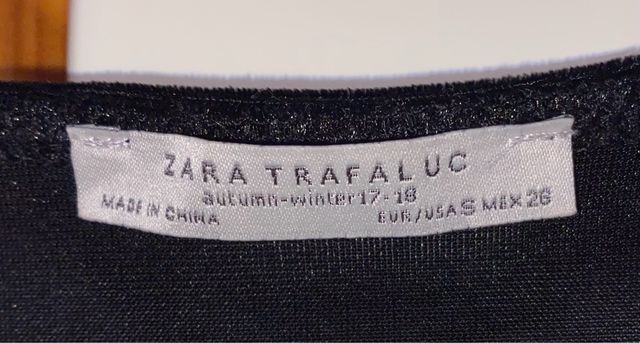 ZARA TRAFALUC
autumn-winter17-18
MADE IN CHINA EUR/USA S MEX 26